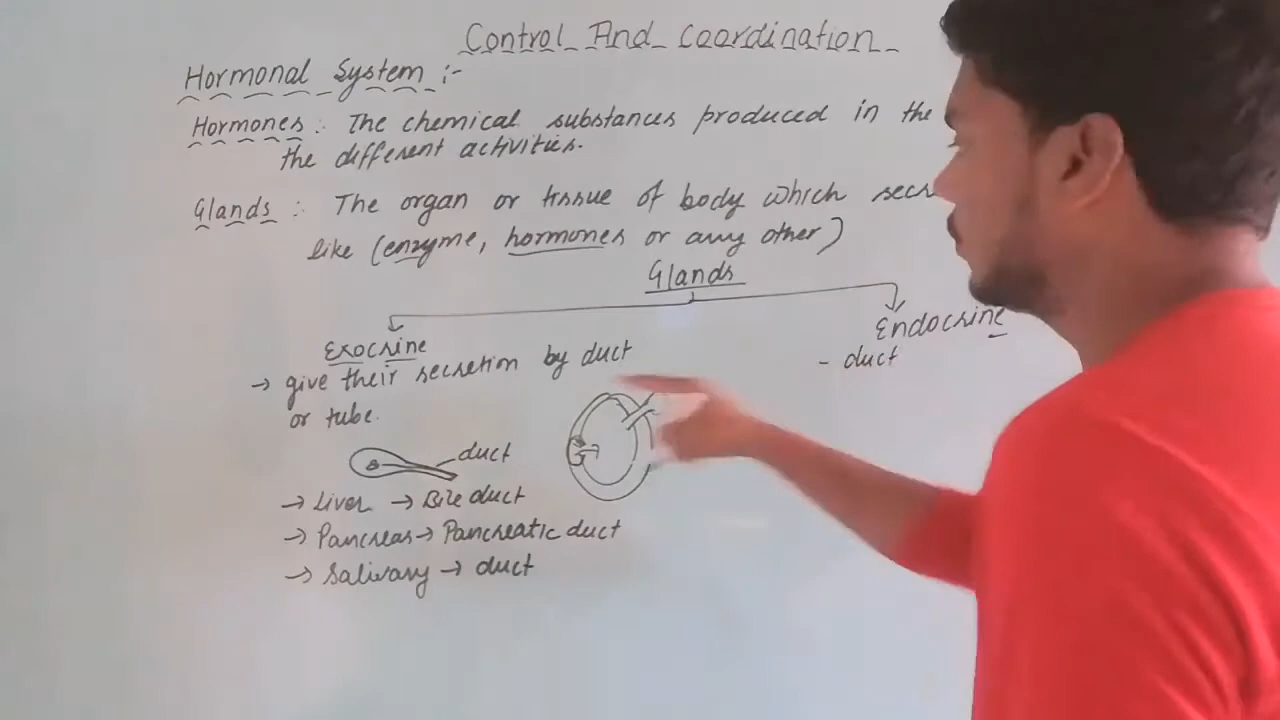 Control And Coordination
Hormonal System :-
Hormones : The chemical substances produced in the
the different activities.
Glands : The organ or tissue of body which secr
like (enzyme, hormones or any other)
Glands
Exocrine
Endocrine
→ give their secretion by duct
- duct
or tube.
duct
→ Liver → Bile duct
→ Pancreas → Pancreatic duct
→ Salivary → duct